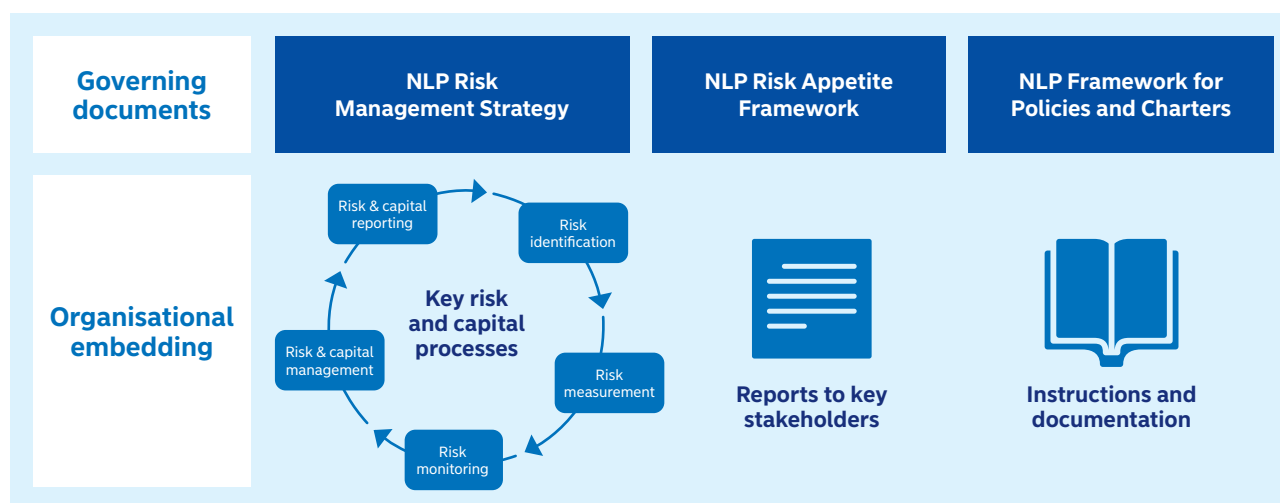 Governing
documents
NLP Risk
Management Strategy
NLP Risk Appetite
Framework
NLP Framework for
Policies and Charters
Organisational
embedding
Risk & capital
reporting
Risk
identification
Key risk
and capital
processes
Risk & capital
management
Risk
measurement
Risk
monitoring
Reports to key
stakeholders
Instructions and
documentation